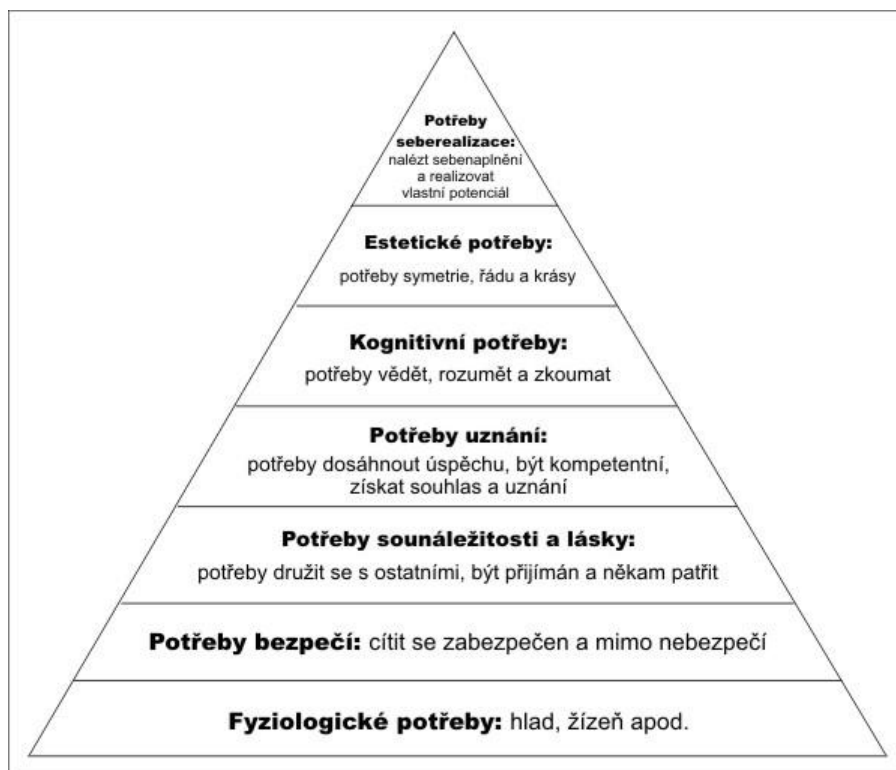 Potřeby
seberealizace:
nalézt sebenaplnění
a realizovat
vlastní potenciál
Estetické potřeby:
potřeby symetrie, řádu a krásy
Kognitivní potřeby:
potřeby vědět, rozumět a zkoumat
Potřeby uznání:
potřeby dosáhnout úspěchu, být kompetentní,
získat souhlas a uznání
Potřeby sounáležitosti a lásky:
potřeby družit se s ostatními, být přijímán a někam patřit
Potřeby bezpečí: cítit se zabezpečen a mimo nebezpečí
Fyziologické potřeby: hlad, žízeň apod.